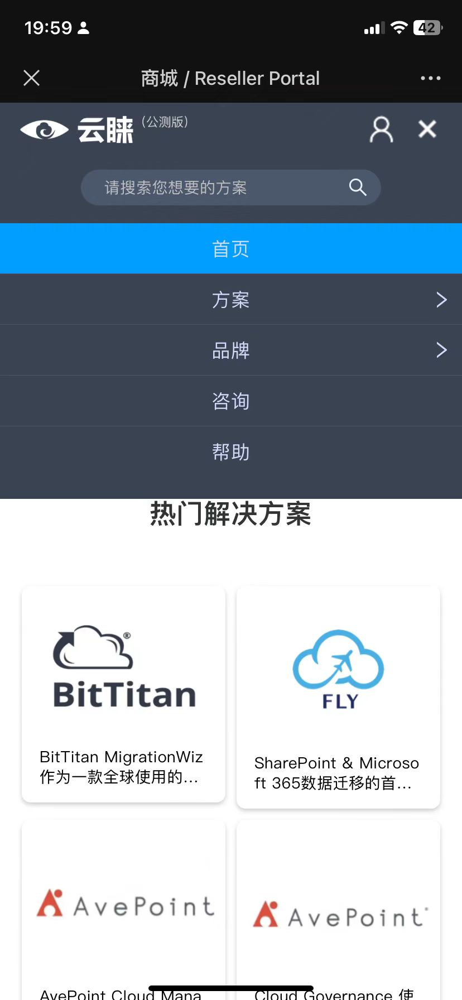 19:59
42
商城 / Reseller Portal
云睐 (公测版)
请搜索您想要的方案
首页
方案
品牌
咨询
帮助
热门解决方案
BitTitan®
FLY
BitTitan MigrationWiz
作为一款全球使用的...
SharePoint & Microso
ft 365数据迁移的首...
AvePoint
AvePoint
AvePoint Cloud Mana
Cloud Governance 使